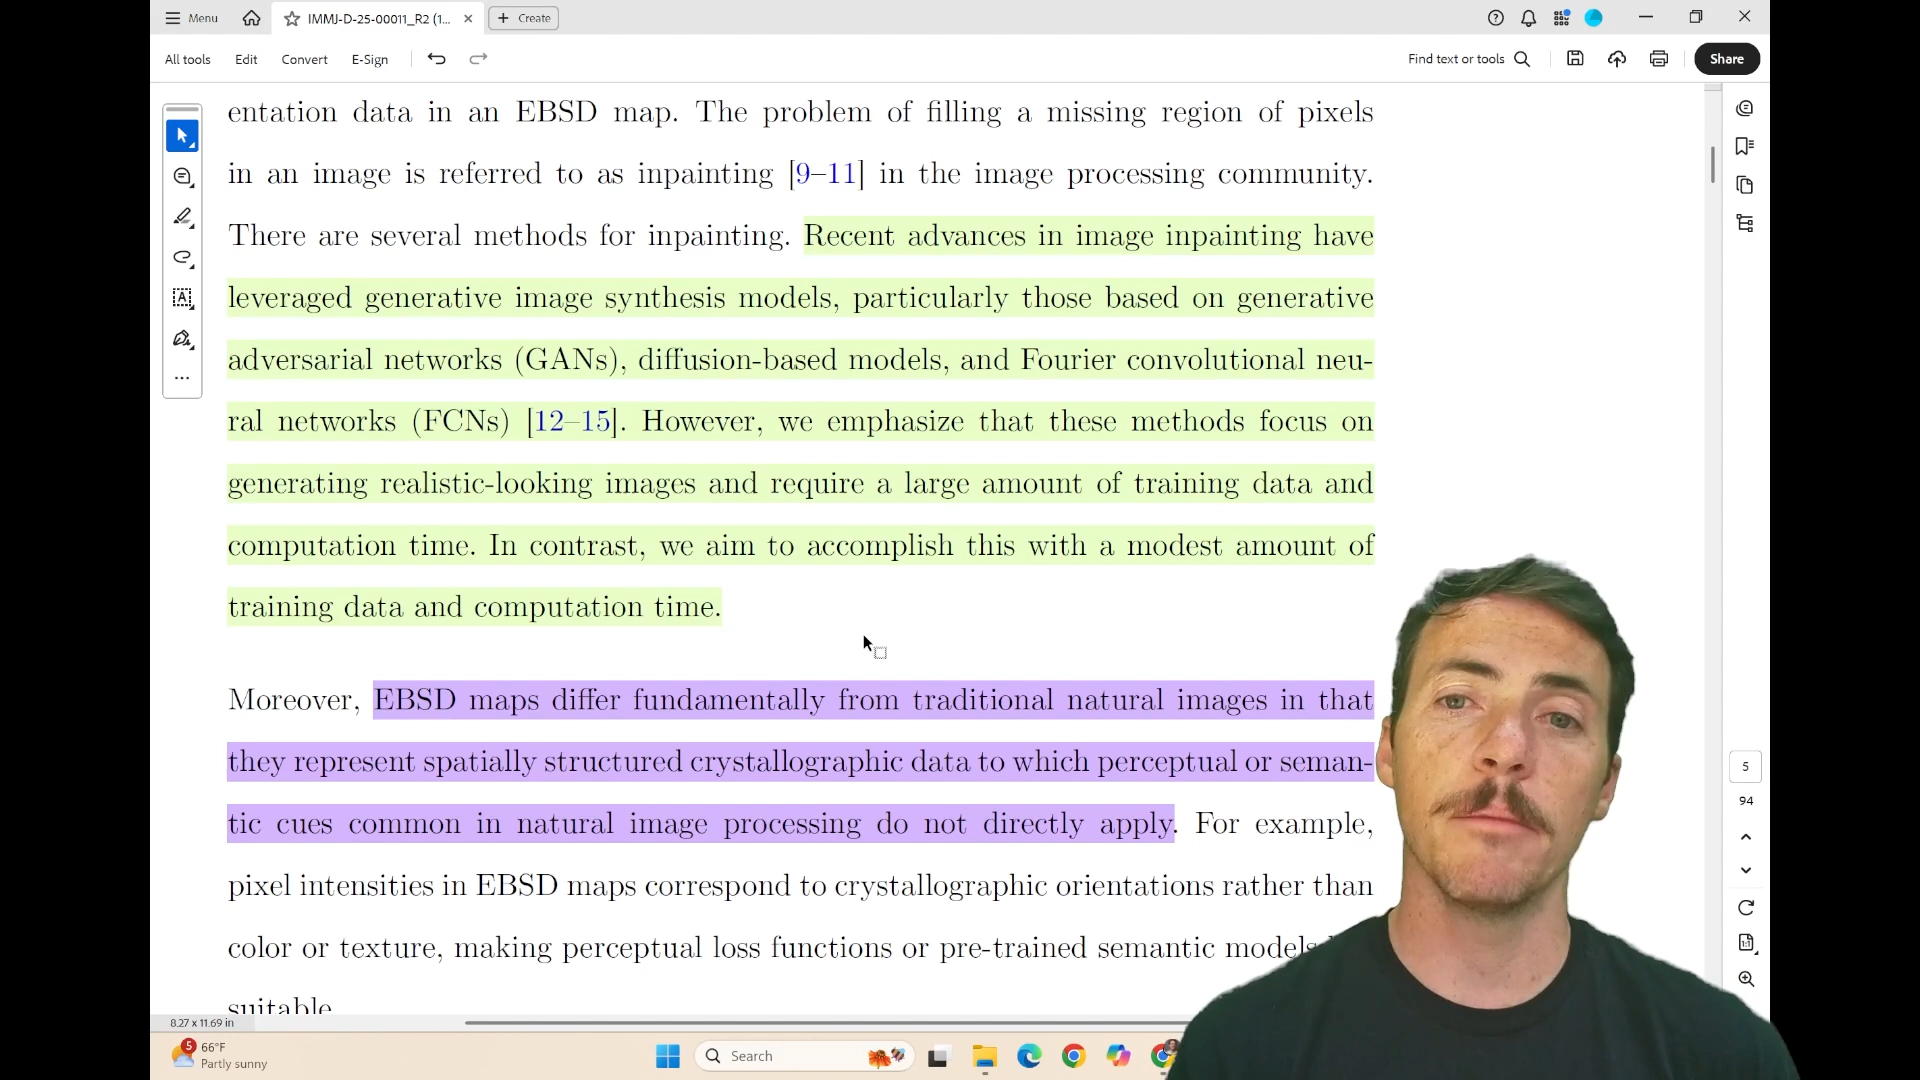 Menu
IMMJ-D-25-00011_R2 (1...
Create
All tools
Edit
Convert
E-Sign
Find text or tools
Share
entation data in an EBSD map. The problem of filling a missing region of pixels
in an image is referred to as inpainting [9–11] in the image processing community.
There are several methods for inpainting. Recent advances in image inpainting have
leveraged generative image synthesis models, particularly those based on generative
adversarial networks (GANs), diffusion-based models, and Fourier convolutional neu-
ral networks (FCNs) [12–15]. However, we emphasize that these methods focus on
generating realistic-looking images and require a large amount of training data and
computation time. In contrast, we aim to accomplish this with a modest amount of
training data and computation time.
Moreover, EBSD maps differ fundamentally from traditional natural images in that
they represent spatially structured crystallographic data to which perceptual or seman-
tic cues common in natural image processing do not directly apply. For example,
pixel intensities in EBSD maps correspond to crystallographic orientations rather than
color or texture, making perceptual loss functions or pre-trained semantic models
suitable
5
94
8.27 x 11.69 in
5
66°F
Partly sunny
Search